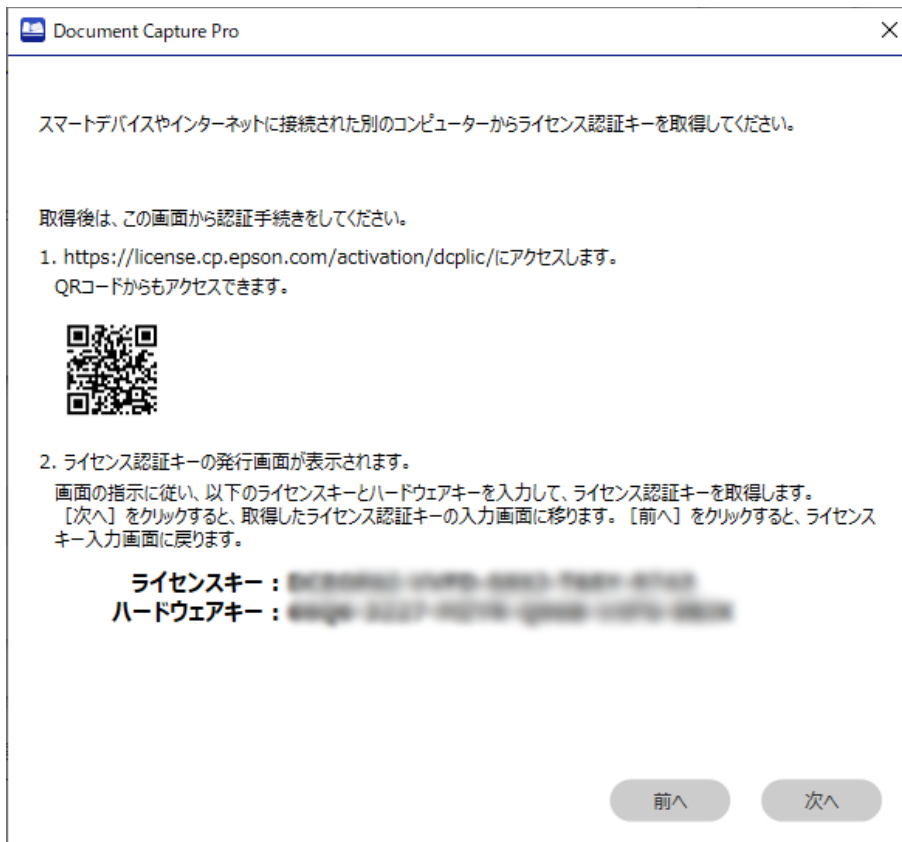 Document Capture Pro
スマートデバイスやインターネットに接続された別のコンピューターからライセンス認証キーを取得してください。
取得後は、この画面から認証手続きをしてください。
1. https://license.cp.epson.com/activation/dcplic/にアクセスします。
QRコードからもアクセスできます。
2. ライセンス認証キーの発行画面が表示されます。
画面の指示に従い、以下のライセンスキーとハードウェアキーを入力して、ライセンス認証キーを取得します。
［次へ］をクリックすると、取得したライセンス認証キーの入力画面に移ります。［前へ］をクリックすると、ライセンス
キー入力画面に戻ります。
ライセンスキー：
ハードウェアキー：
前へ
次へ